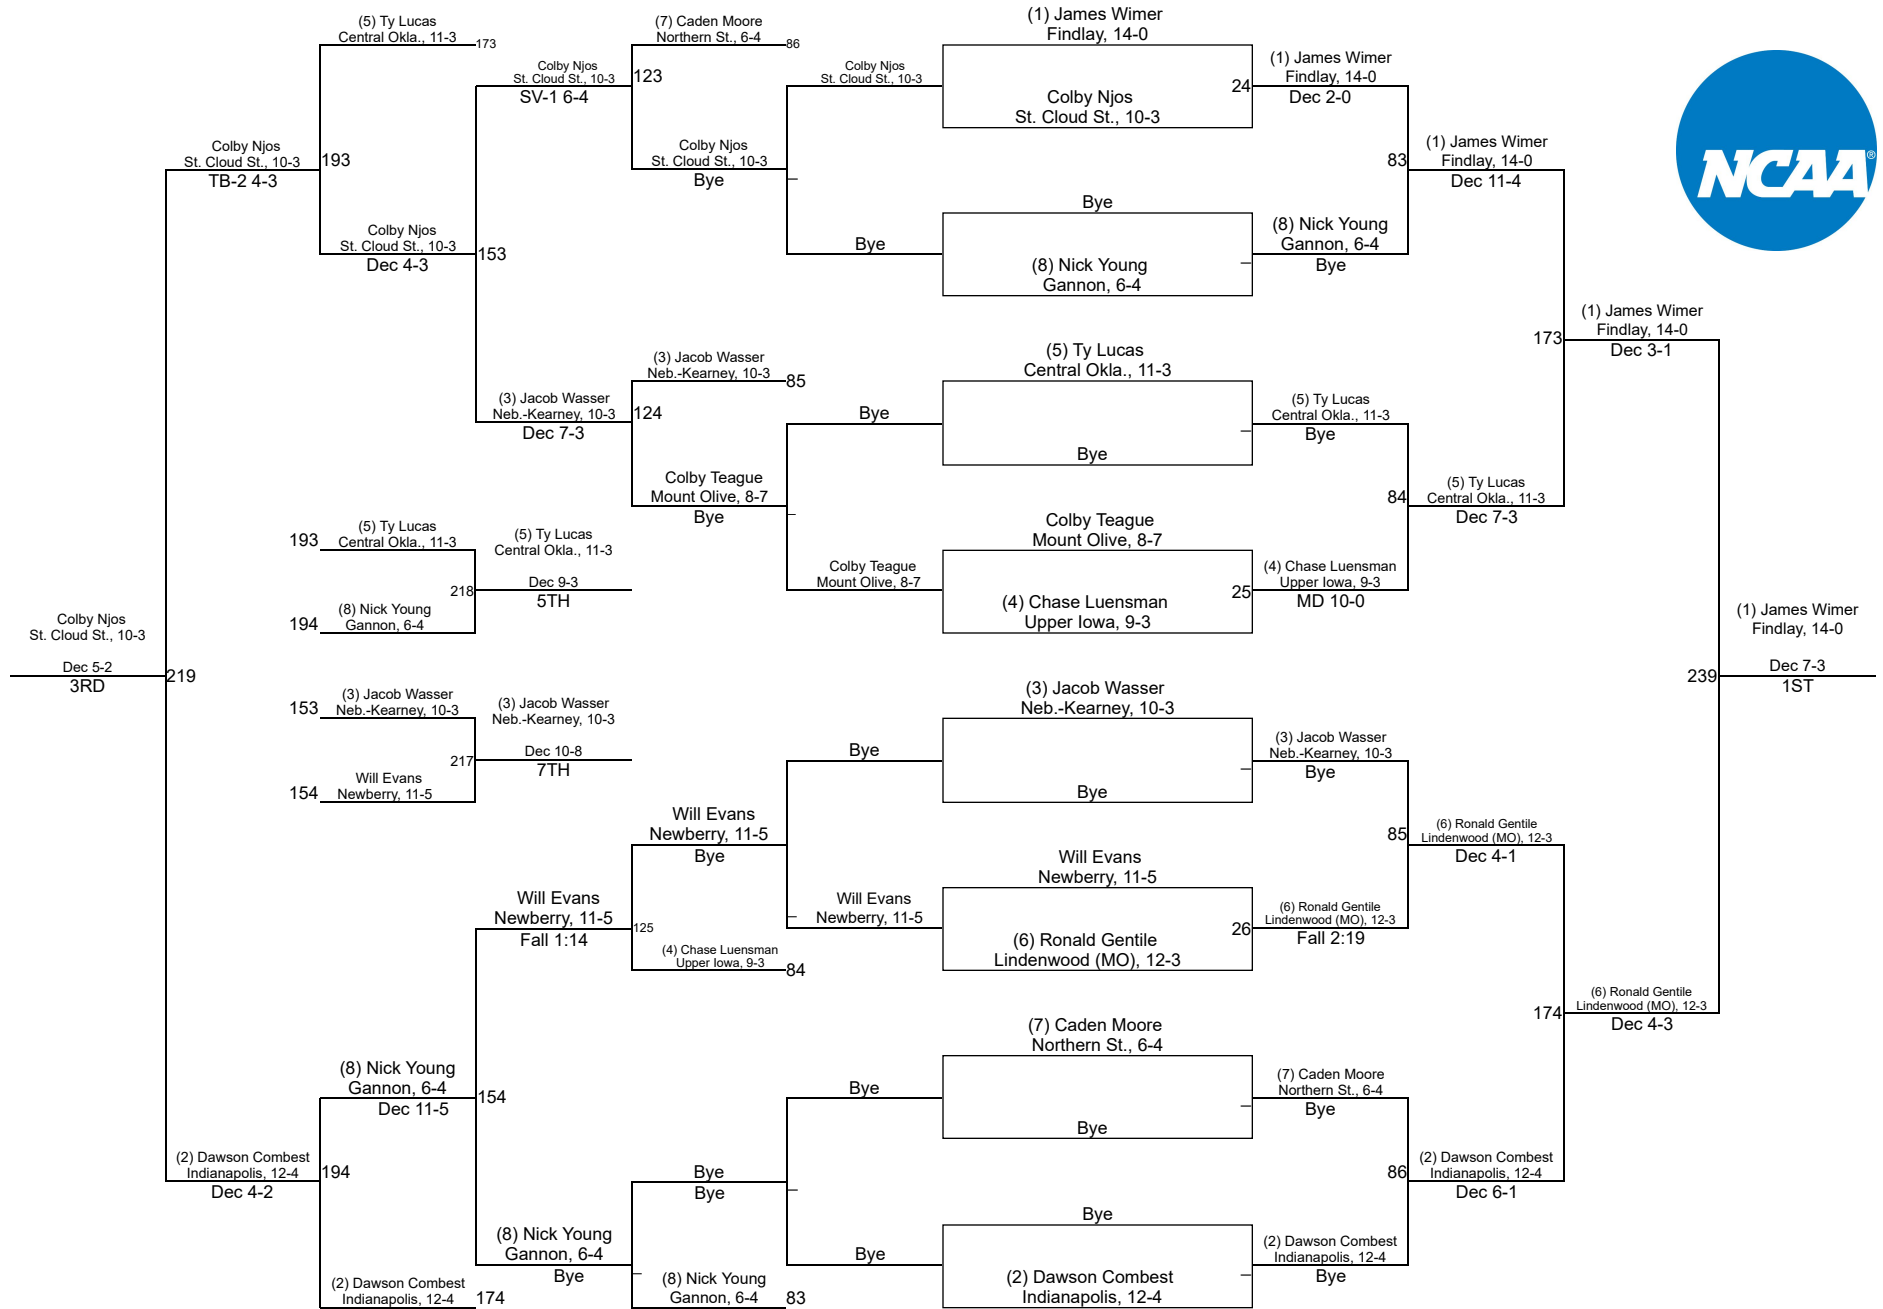 (5) Ty Lucas
Central Okla., 11-3
173
(7) Caden Moore
Northern St., 6-4
86
(1) James Wimer
Findlay, 14-0
Colby Njos
St. Cloud St., 10-3
SV-1 6-4
123
Colby Njos
St. Cloud St., 10-3
Colby Njos
St. Cloud St., 10-3
24
(1) James Wimer
Findlay, 14-0
Dec 2-0
NCAA®
Colby Njos
St. Cloud St., 10-3
TB-2 4-3
193
Colby Njos
St. Cloud St., 10-3
Bye
83
(1) James Wimer
Findlay, 14-0
Dec 11-4
Colby Njos
St. Cloud St., 10-3
Dec 4-3
153
Bye
Bye
(8) Nick Young
Gannon, 6-4
(8) Nick Young
Gannon, 6-4
Bye
173
(1) James Wimer
Findlay, 14-0
Dec 3-1
(3) Jacob Wasser
Neb.-Kearney, 10-3
85
(5) Ty Lucas
Central Okla., 11-3
(3) Jacob Wasser
Neb.-Kearney, 10-3
Dec 7-3
124
Bye
Bye
(5) Ty Lucas
Central Okla., 11-3
Bye
Colby Teague
Mount Olive, 8-7
Bye
84
(5) Ty Lucas
Central Okla., 11-3
Dec 7-3
193
(5) Ty Lucas
Central Okla., 11-3
(5) Ty Lucas
Central Okla., 11-3
Colby Teague
Mount Olive, 8-7
218
Dec 9-3
5TH
Colby Teague
Mount Olive, 8-7
(4) Chase Luensman
Upper Iowa, 9-3
25
(4) Chase Luensman
Upper Iowa, 9-3
MD 10-0
194
(8) Nick Young
Gannon, 6-4
Colby Njos
St. Cloud St., 10-3
Dec 5-2
3RD
219
(1) James Wimer
Findlay, 14-0
239
Dec 7-3
1ST
153
(3) Jacob Wasser
Neb.-Kearney, 10-3
(3) Jacob Wasser
Neb.-Kearney, 10-3
(3) Jacob Wasser
Neb.-Kearney, 10-3
217
Dec 10-8
7TH
Bye
Bye
(3) Jacob Wasser
Neb.-Kearney, 10-3
Bye
154
Will Evans
Newberry, 11-5
Will Evans
Newberry, 11-5
Bye
85
(6) Ronald Gentile
Lindenwood (MO), 12-3
Dec 4-1
Will Evans
Newberry, 11-5
Will Evans
Newberry, 11-5
Fall 1:14
125
Will Evans
Newberry, 11-5
(6) Ronald Gentile
Lindenwood (MO), 12-3
26
(6) Ronald Gentile
Lindenwood (MO), 12-3
Fall 2:19
(4) Chase Luensman
Upper Iowa, 9-3
84
(7) Caden Moore
Northern St., 6-4
174
(6) Ronald Gentile
Lindenwood (MO), 12-3
Dec 4-3
(8) Nick Young
Gannon, 6-4
Dec 11-5
154
Bye
Bye
(7) Caden Moore
Northern St., 6-4
Bye
(2) Dawson Combest
Indianapolis, 12-4
Dec 4-2
194
Bye
Bye
86
(2) Dawson Combest
Indianapolis, 12-4
Dec 6-1
(8) Nick Young
Gannon, 6-4
Bye
Bye
Bye
(2) Dawson Combest
Indianapolis, 12-4
(2) Dawson Combest
Indianapolis, 12-4
Bye
(2) Dawson Combest
Indianapolis, 12-4
174
(8) Nick Young
Gannon, 6-4
83